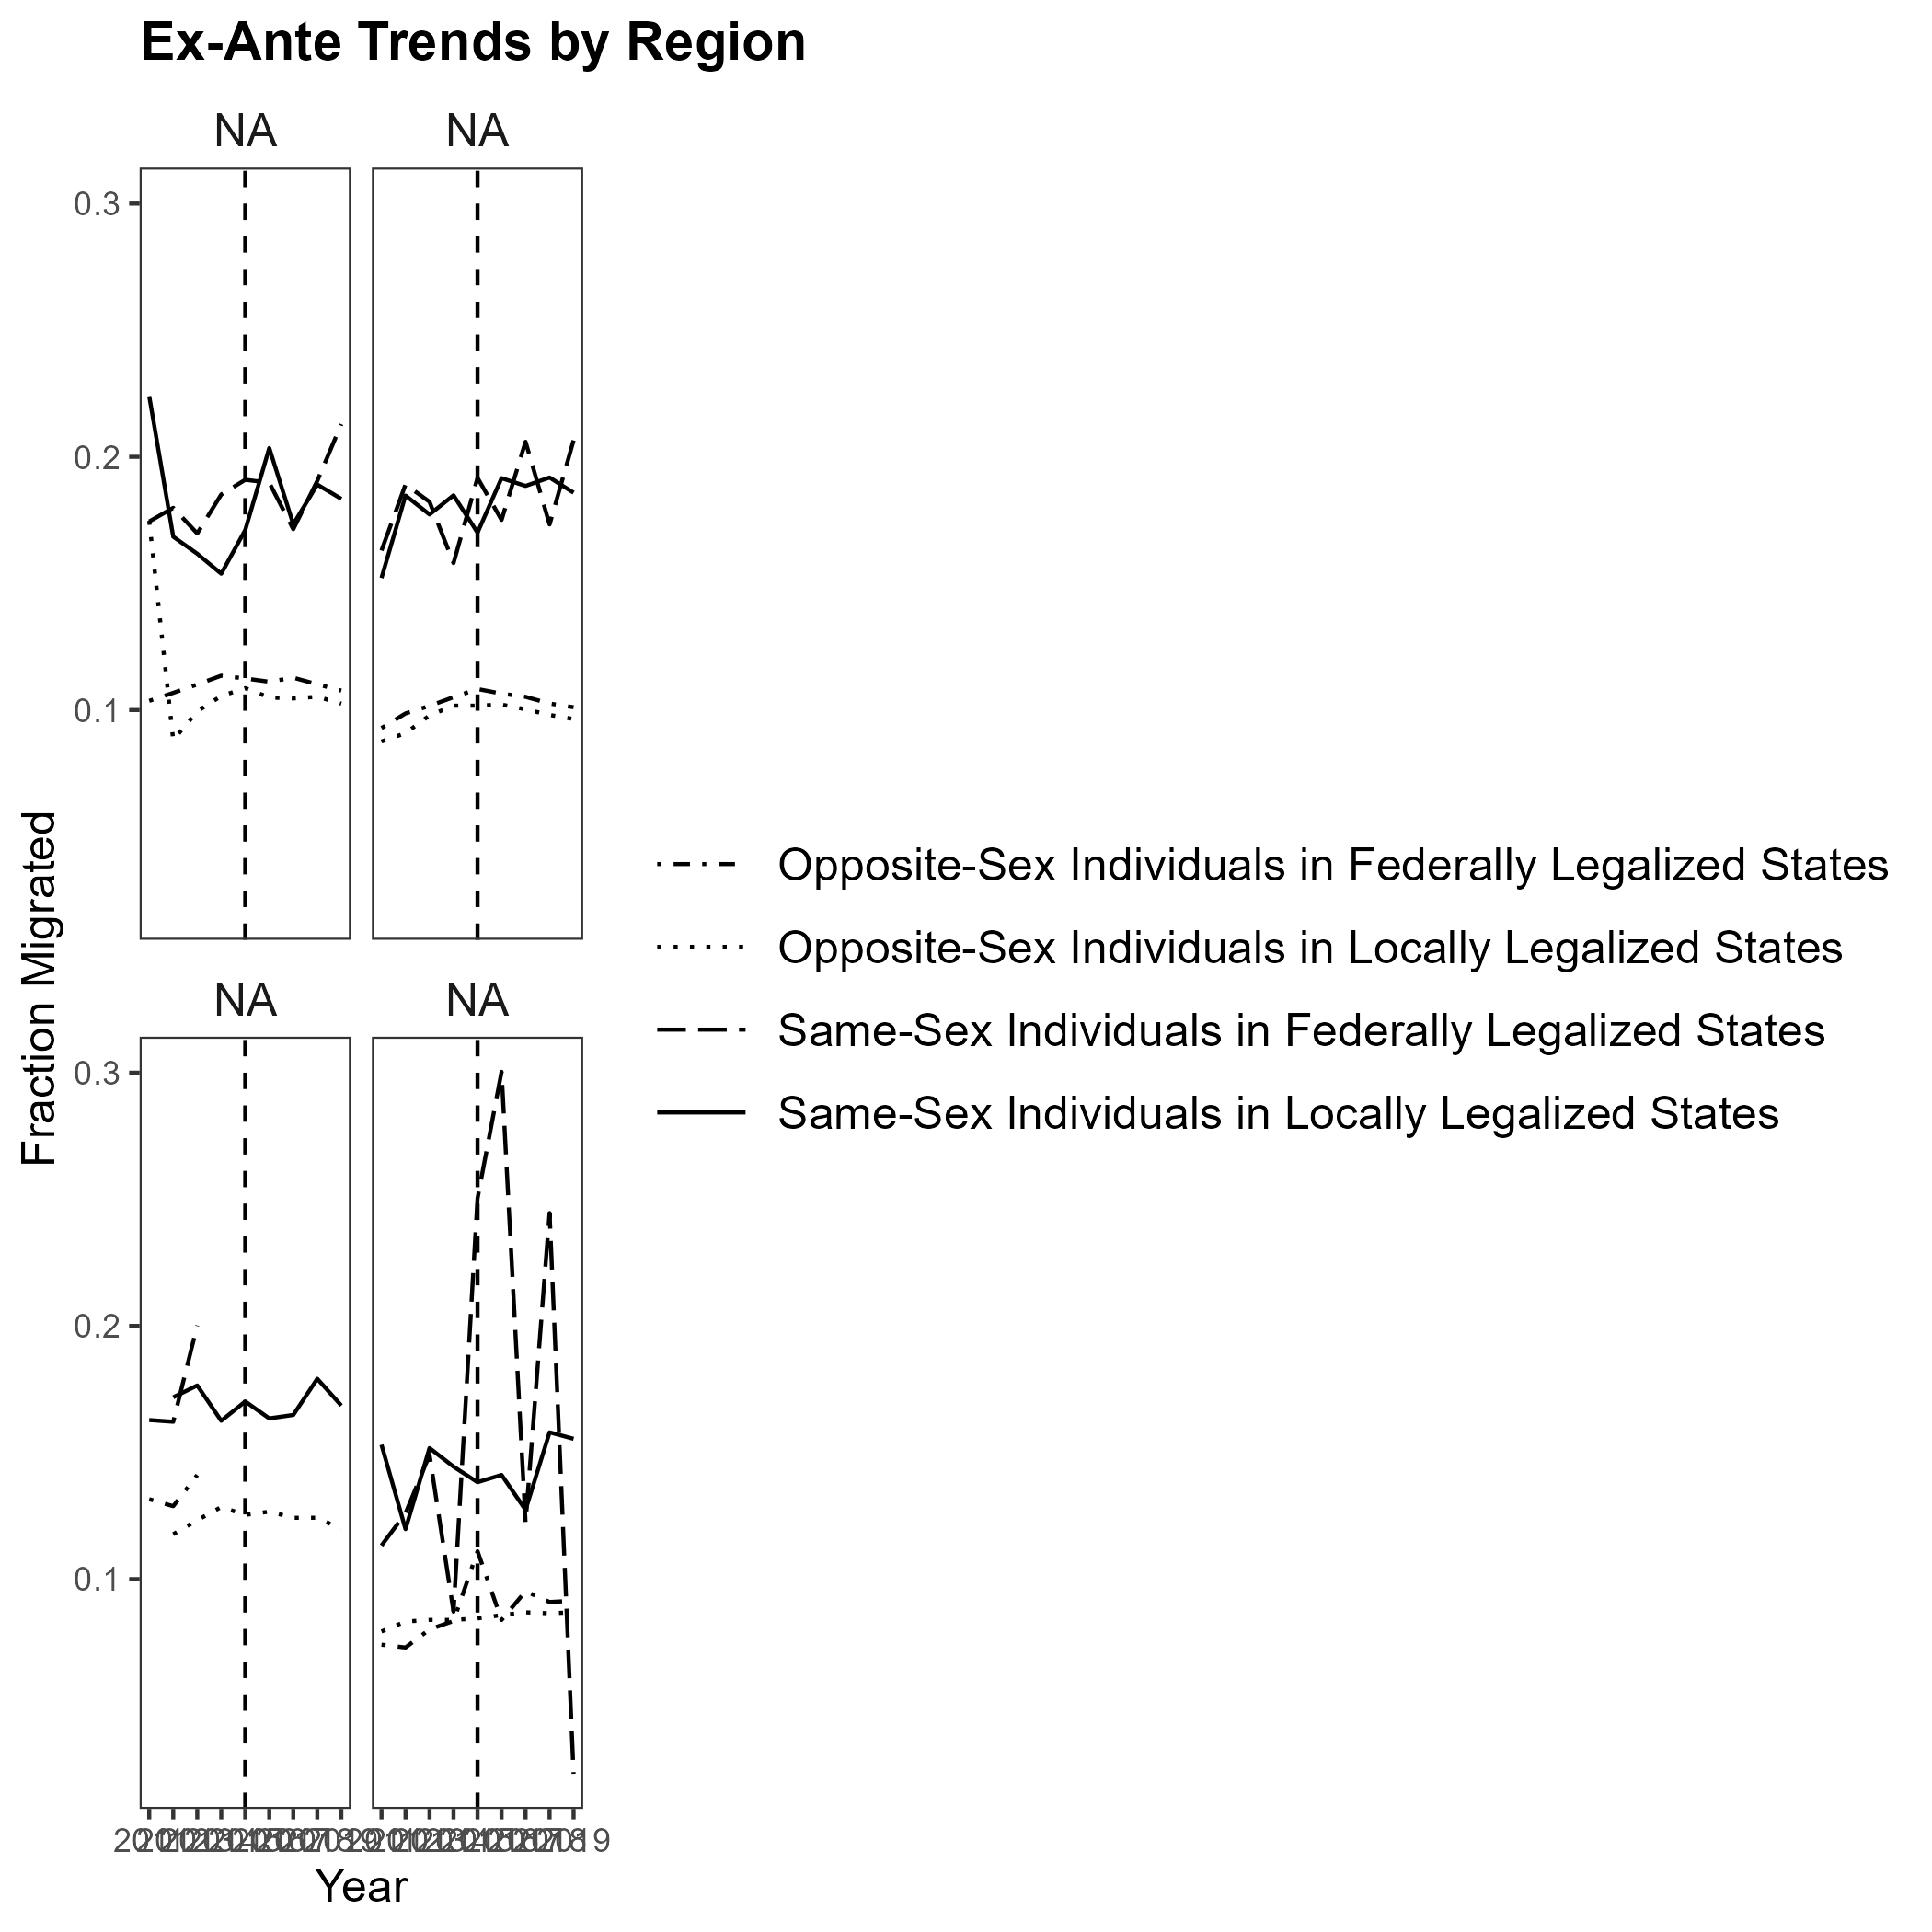 Ex-Ante Trends by Region
NA NA
0.3
0.2
0.1
Fraction Migrated
NA NA
0.3
0.2
0.1
Year
Opposite-Sex Individuals in Federally Legalized States
Opposite-Sex Individuals in Locally Legalized States
Same-Sex Individuals in Federally Legalized States
Same-Sex Individuals in Locally Legalized States